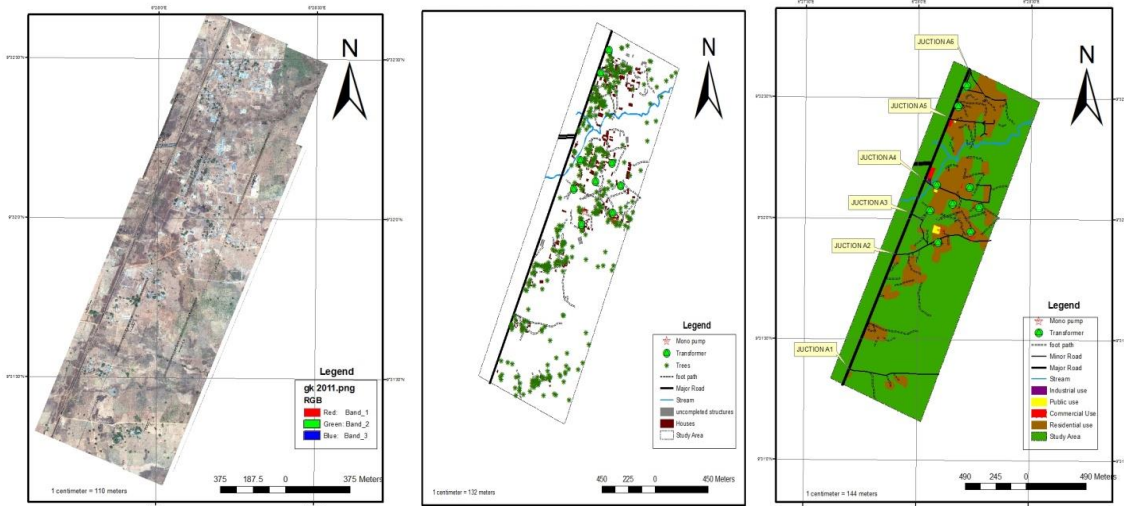 N
Legend
gk 2011.png
RGB
Red: Band_1
Green: Band_2
Blue: Band_3
375 187.5 0 375 Meters
1 centimeter = 110 meters
N
Legend
Mono pump
Transformer
Trees
foot path
Major Road
Stream
uncompleted structures
Houses
Study Area
450 225 0 450 Meters
1 centimeter = 132 meters
JUCTION A6
N
JUCTION A5
JUCTION A4
JUCTION A3
JUCTION A2
JUCTION A1
Legend
Mono pump
Transformer
foot path
Minor Road
Major Road
Stream
Industrial use
Public use
Commercial Use
Residential use
Study Area
490 245 0 490 Meters
1 centimeter = 144 meters